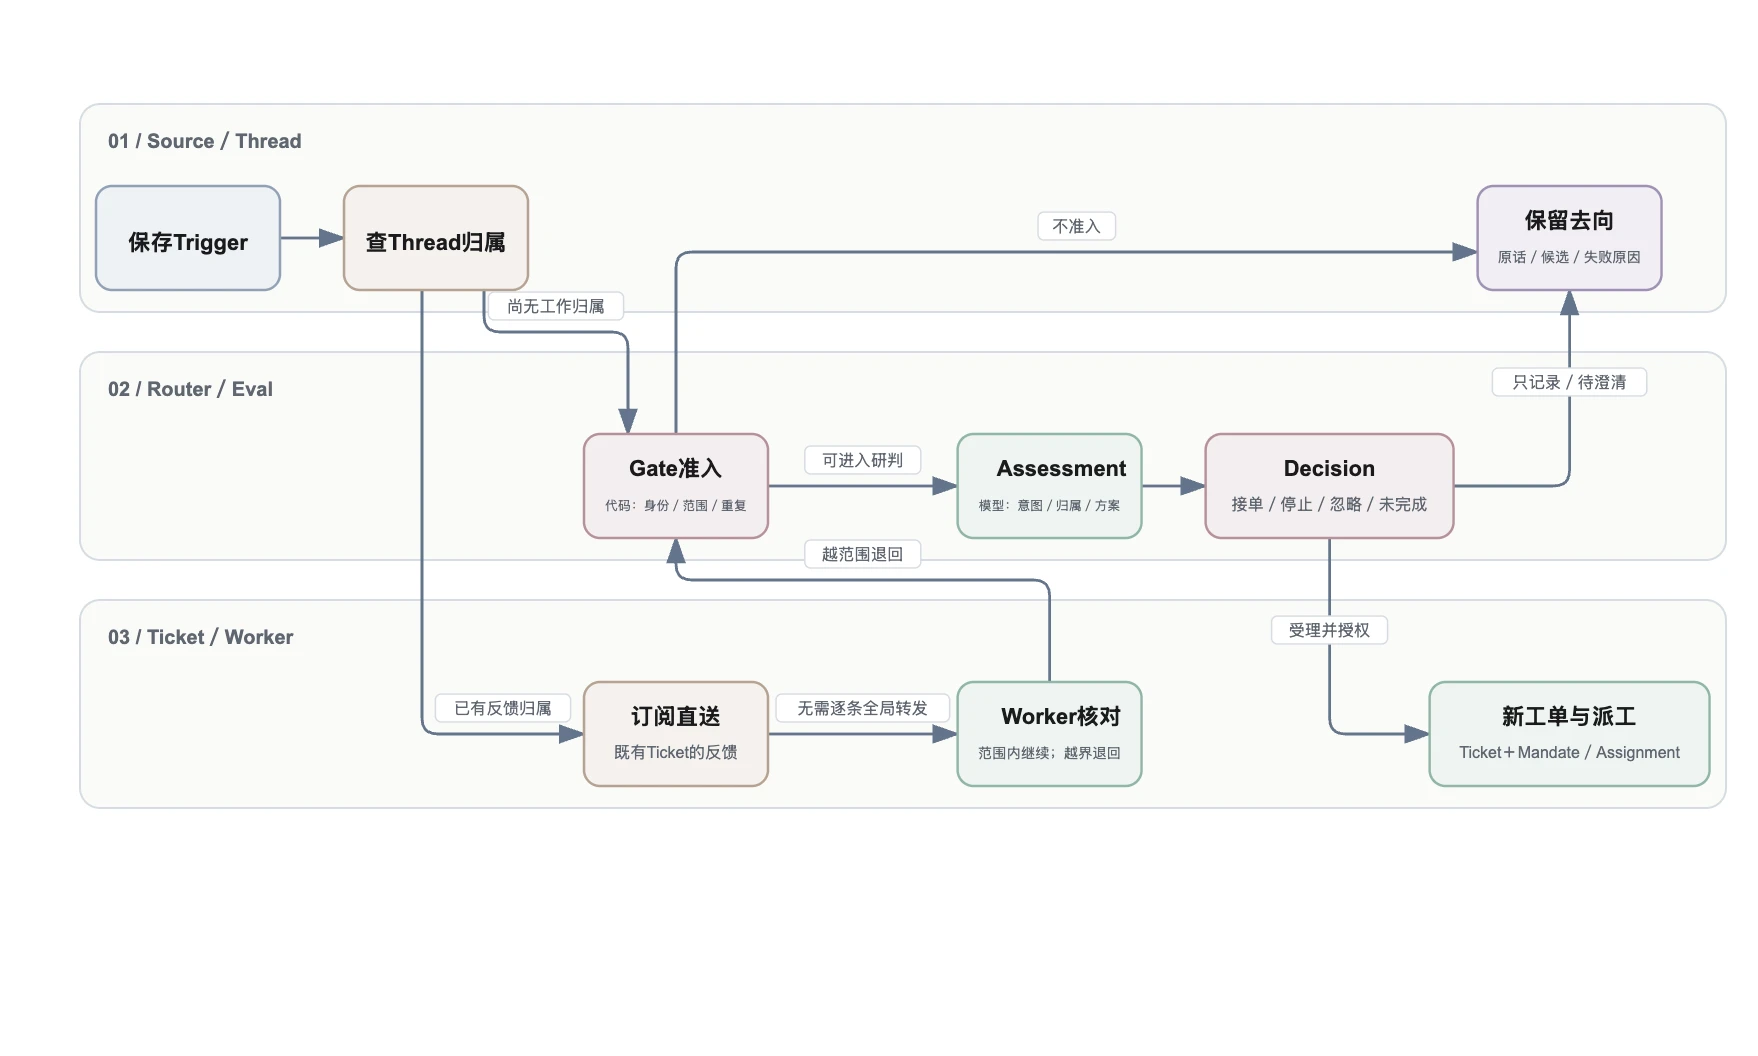 01 / Source / Thread
保存Trigger
查Thread归属
不准入
保留去向
原话 / 候选 / 失败原因
尚无工作归属
02 / Router / Eval
只记录 / 待澄清
Gate准入
代码：身份 / 范围 / 重复
可进入研判
Assessment
模型：意图 / 归属 / 方案
Decision
接单 / 停止 / 忽略 / 未完成
越范围退回
03 / Ticket / Worker
受理并授权
已有反馈归属
订阅直送
既有Ticket的反馈
无需逐条全局转发
Worker核对
范围内继续；越界退回
新工单与派工
Ticket＋Mandate / Assignment